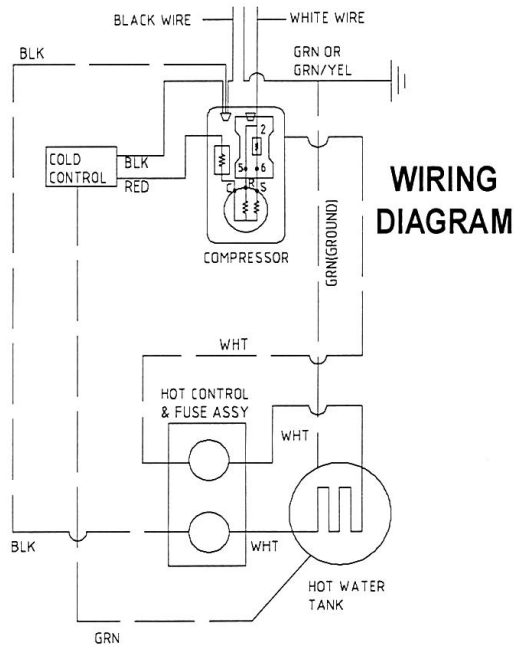 BLACK WIRE
WHITE WIRE
BLK
GRN OR
GRN/YEL
2
COLD
CONTROL
BLK
RED
5
6
C
R
S
WIRING
DIAGRAM
COMPRESSOR
GRN(GROUND)
WHT
HOT CONTROL
& FUSE ASSY
WHT
BLK
WHT
HOT WATER
TANK
GRN